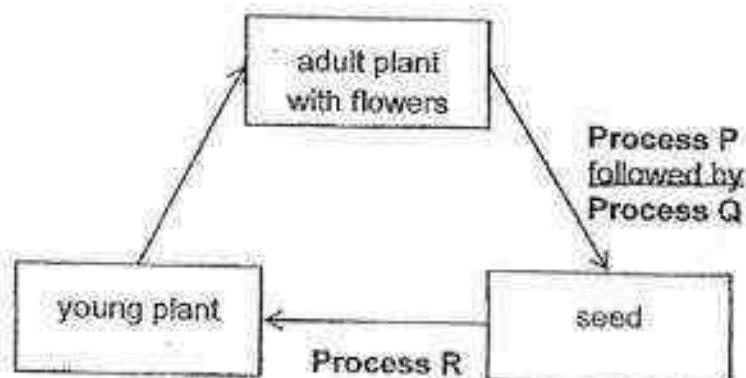 adult plant
with flowers
Process P
followed by
Process Q
young plant
seed
Process R